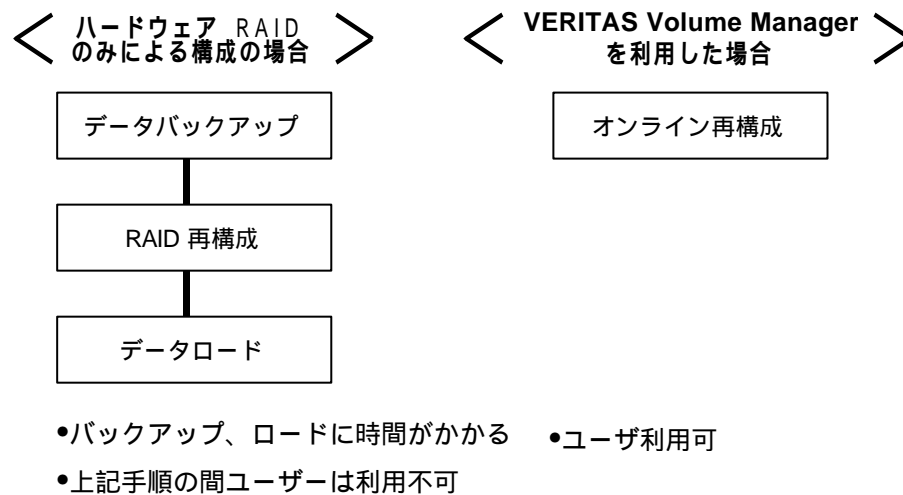 ハードウェア RAID
のみによる構成の場合
データバックアップ
RAID 再構成
データロード
•バックアップ、ロードに時間がかかる
•上記手順の間ユーザーは利用不可
VERITAS Volume Manager
を利用した場合
オンライン再構成
•ユーザ利用可